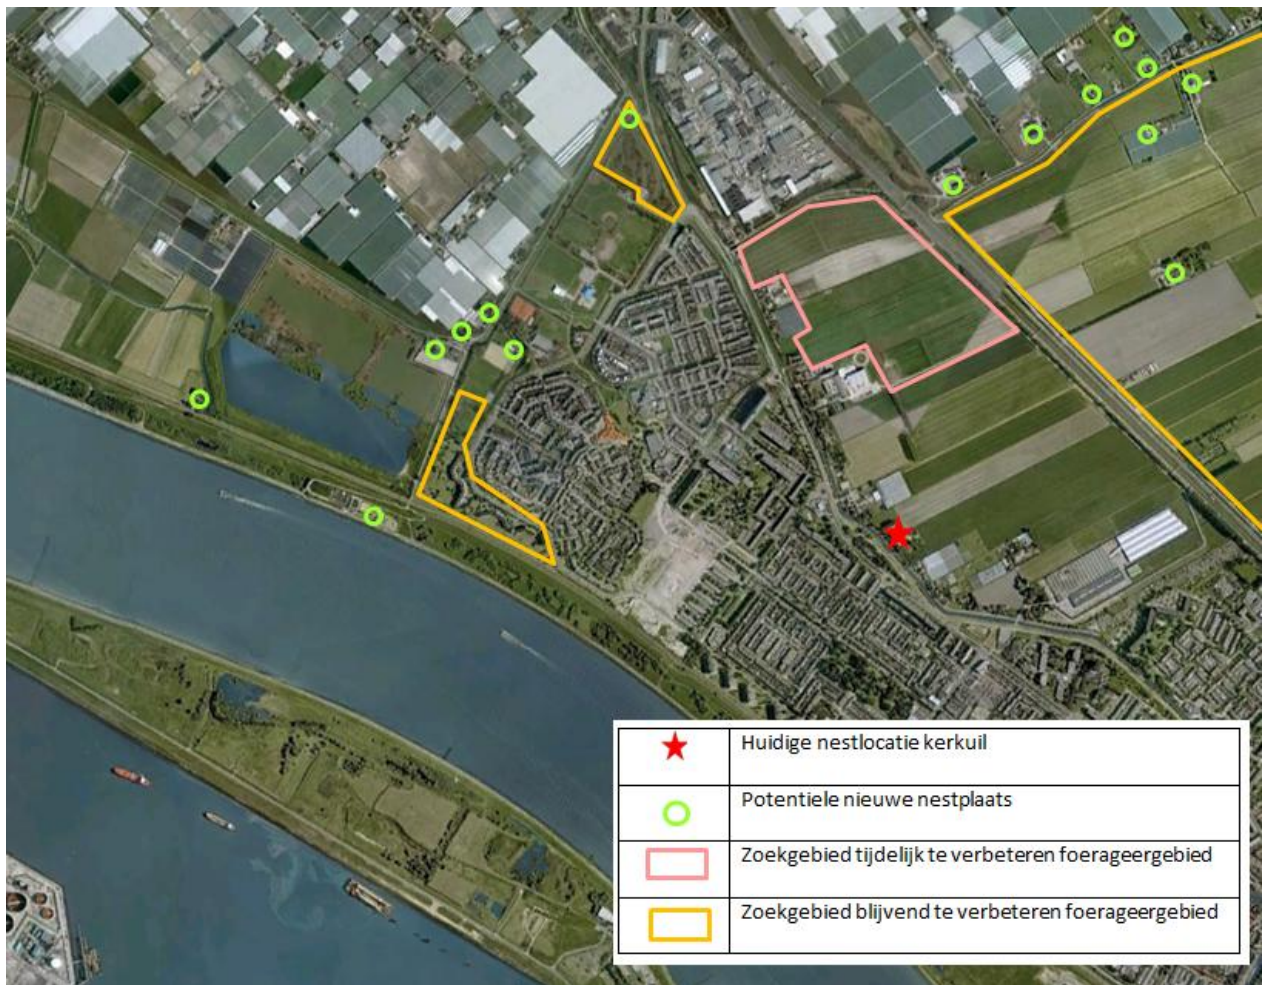 Huidige nestlocatie kerkuil
Potentiele nieuwe nestplaats
Zoekgebied tijdelijk te verbeteren foerageergebied
Zoekgebied blijvend te verbeteren foerageergebied